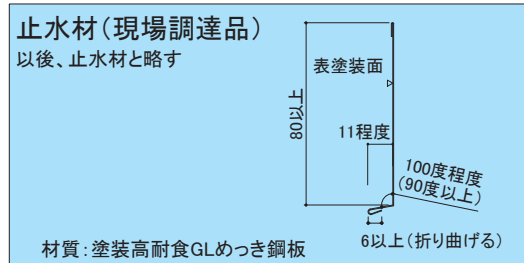 止水材(現場調達品)
以後、止水材と略す
表塗装面
80以上
11程度
100度程度
(90度以上)
6以上(折り曲げる)
材質:塗装高耐食GLめっき鋼板